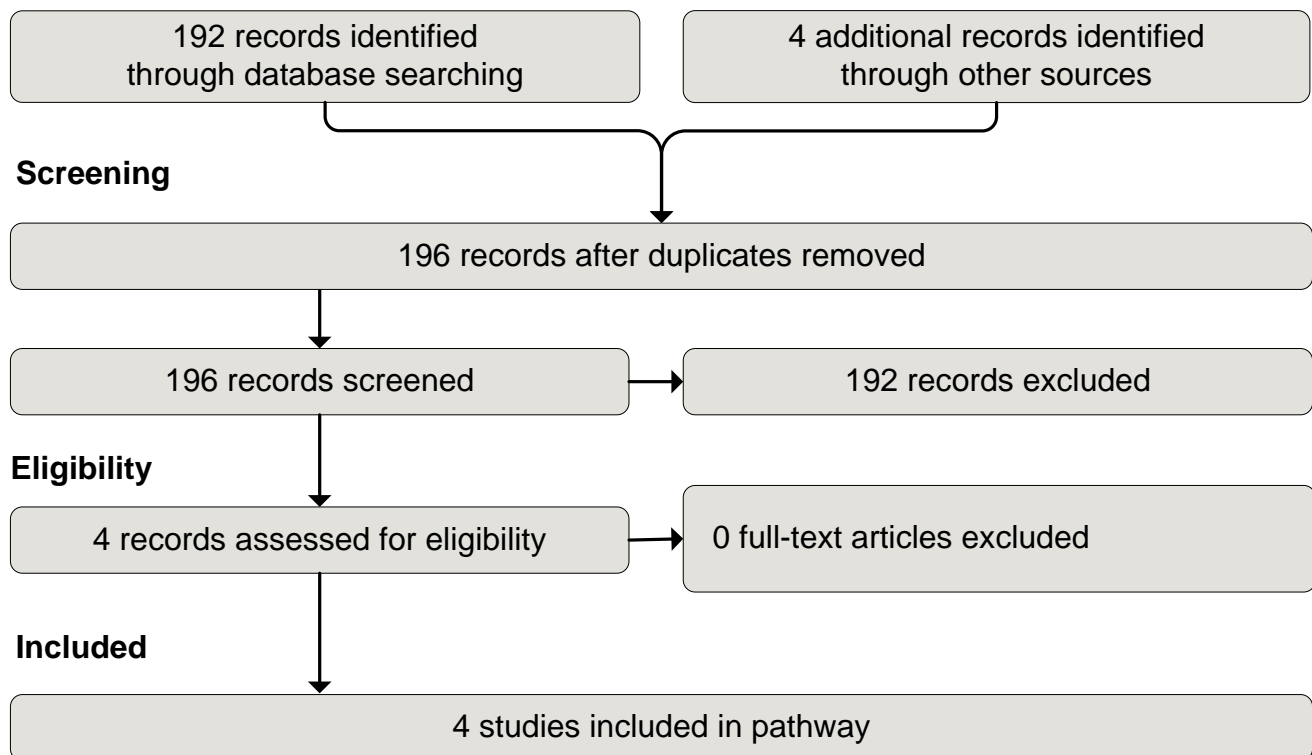 192 records identified
through database searching
4 additional records identified
through other sources
Screening
196 records after duplicates removed
196 records screened
192 records excluded
Eligibility
4 records assessed for eligibility
0 full-text articles excluded
Included
4 studies included in pathway